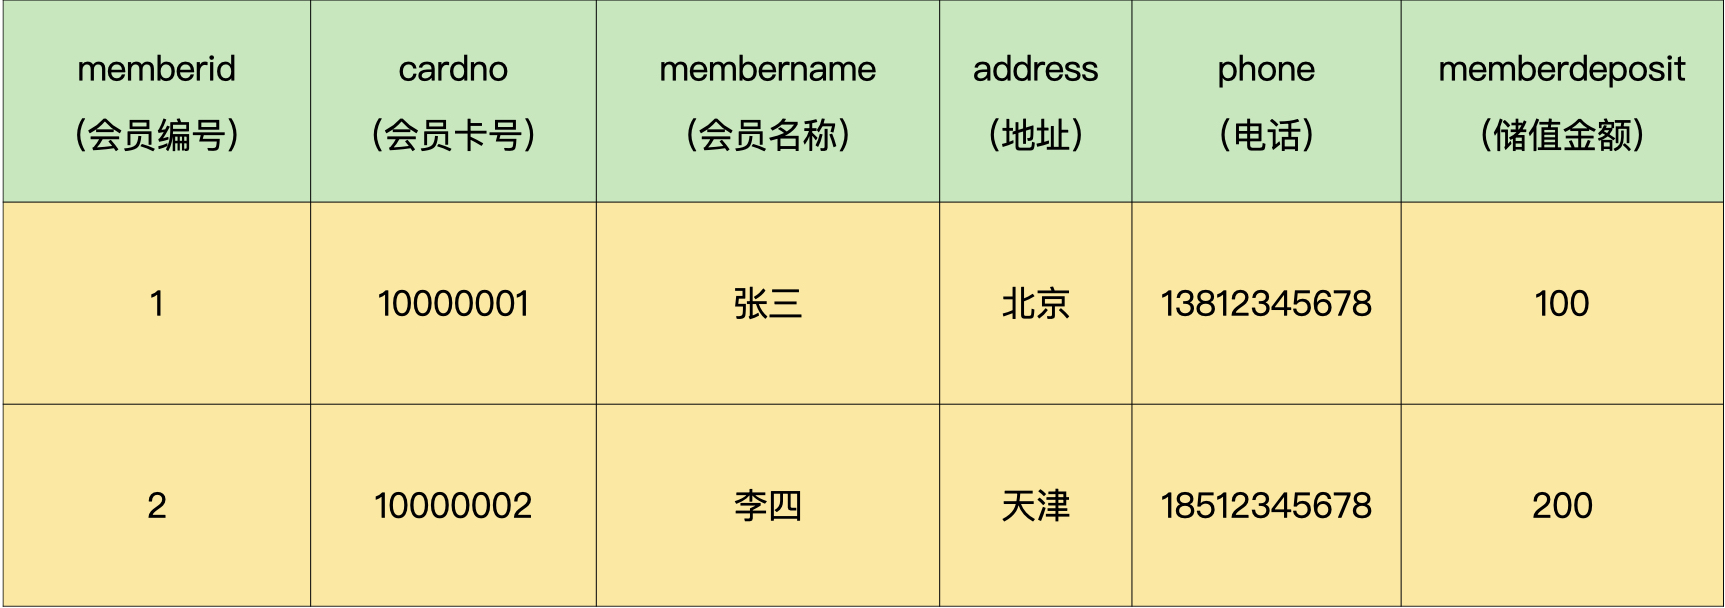 memberid cardno membername address phone memberdeposit
（会员编号） （会员卡号） （会员名称） （地址） （电话） （储值金额）
1 10000001 张三 北京 13812345678 100
2 10000002 李四 天津 18512345678 200